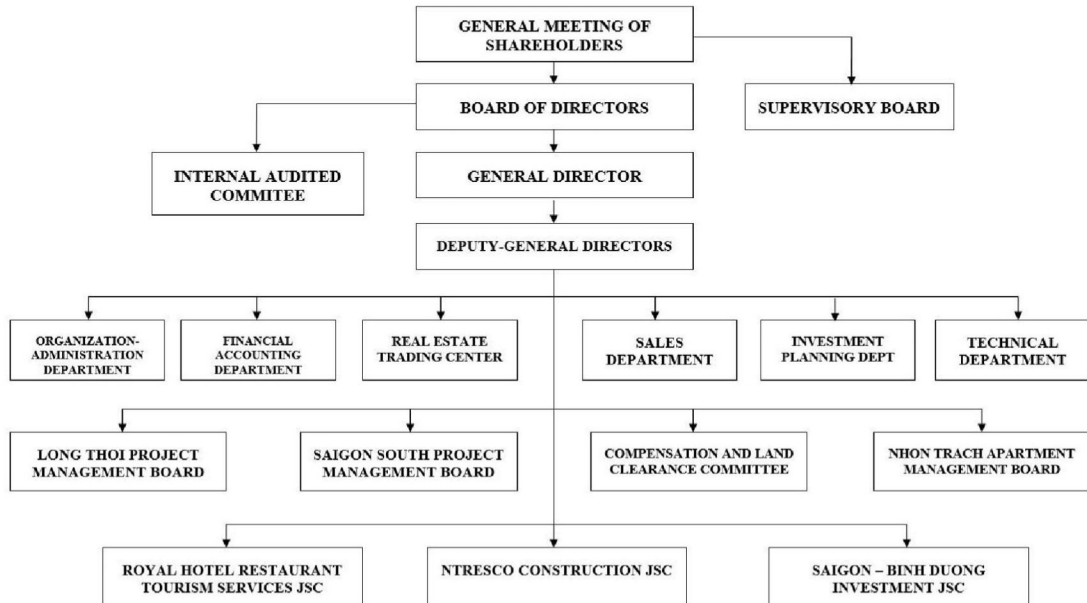 GENERAL MEETING OF
SHAREHOLDERS
BOARD OF DIRECTORS
SUPERVISORY BOARD
INTERNAL AUDITED
COMMITEE
GENERAL DIRECTOR
DEPUTY-GENERAL DIRECTORS
ORGANIZATION-
ADMINISTRATION
DEPARTMENT
FINANCIAL
ACCOUNTING
DEPARTMENT
REAL ESTATE
TRADING CENTER
SALES
DEPARTMENT
INVESTMENT
PLANNING DEPT
TECHNICAL
DEPARTMENT
LONG THOI PROJECT
MANAGEMENT BOARD
SAIGON SOUTH PROJECT
MANAGEMENT BOARD
COMPENSATION AND LAND
CLEARANCE COMMITTEE
NHON TRACH APARTMENT
MANAGEMENT BOARD
ROYAL HOTEL RESTAURANT
TOURISM SERVICES JSC
NTRESCO CONSTRUCTION JSC
SAIGON – BINH DUONG
INVESTMENT JSC